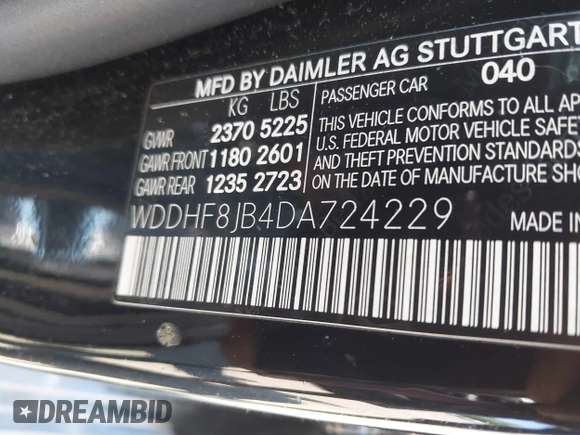 MFD BY DAIMLER AG STUTTGART
KG LBS PASSENGER CAR 040
GVWR 2370 5225
GAWR FRONT 1180 2601
GAWR REAR 1235 2723
THIS VEHICLE CONFORMS TO ALL AP
U.S. FEDERAL MOTOR VEHICLE SAFET
AND THEFT PREVENTION STANDARDS
ON THE DATE OF MANUFACTURE SHO
WDDHF8JB4DA724229 MADE IN
DREAMBID